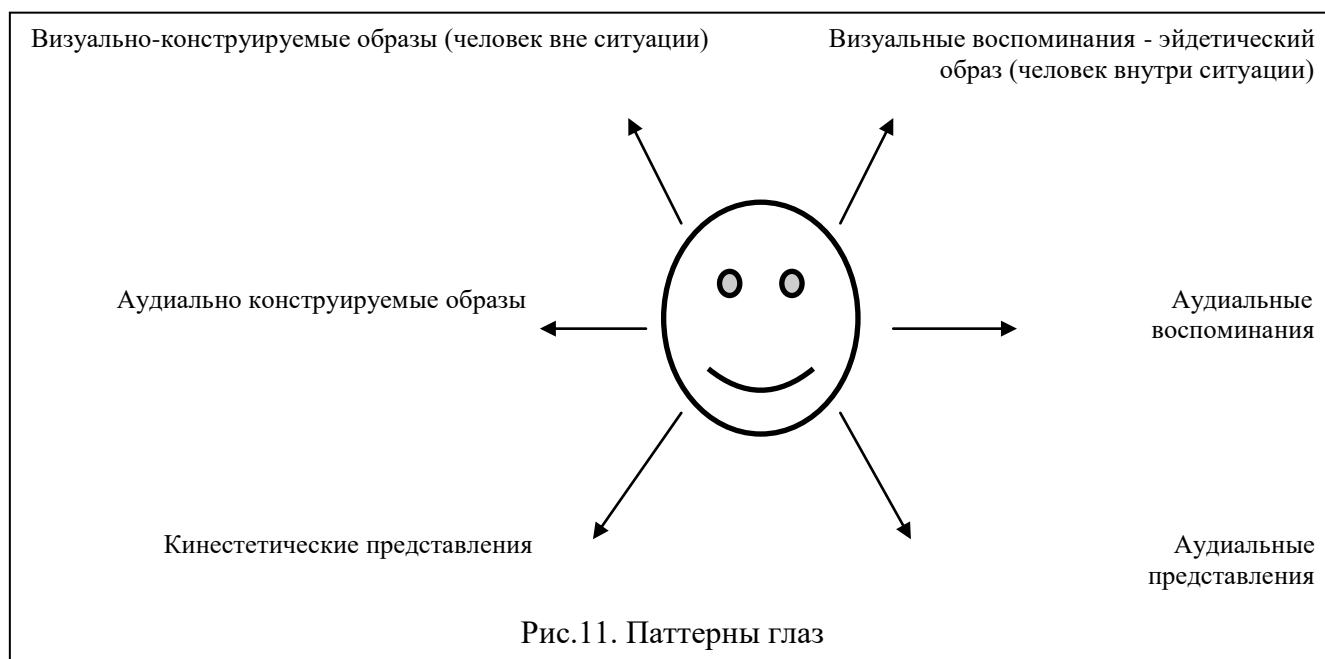 Визуально-конструируемые образы (человек вне ситуации)
Визуальные воспоминания - эйдетический
образ (человек внутри ситуации)
Аудиально конструируемые образы
Аудиальные
воспоминания
Кинестетические представления
Аудиальные
представления
Рис.11. Паттерны глаз